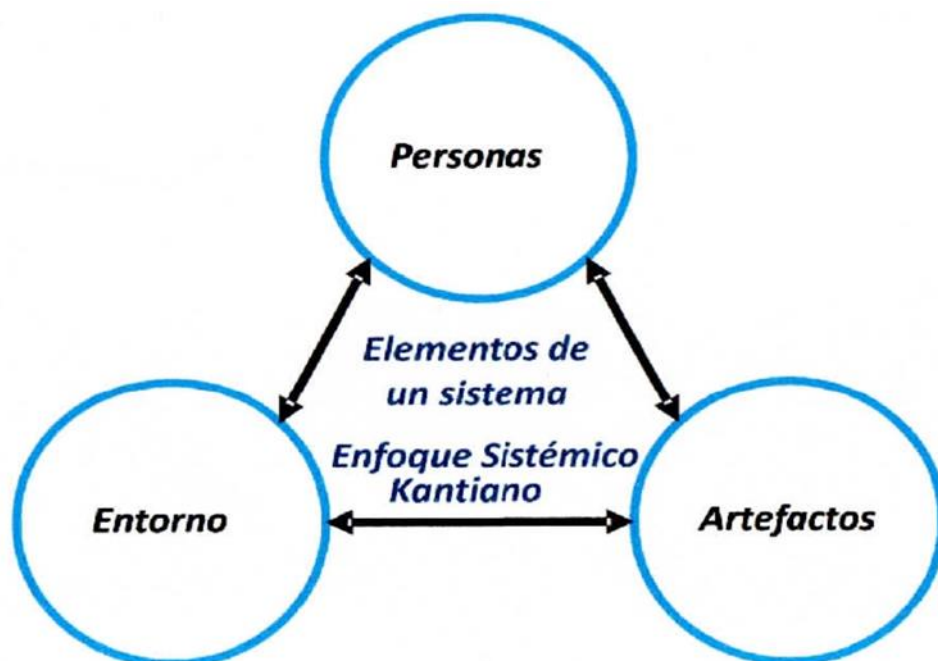 Personas
Elementos de
un sistema
Enfoque Sistémico
Kantiano
Entorno
Artefactos